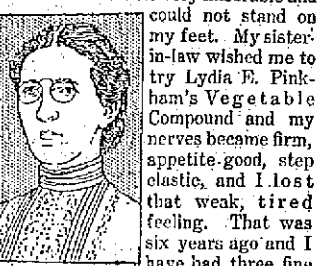 could not stand on
my feet. My sister-
in-law wished me to
try Lydia E. Pink-
ham's Vegetable
Compound and my
nerves became firm,
appetite good, step
elastic, and I lost
that weak, tired
feeling. That was
six years ago and I
have had three fine